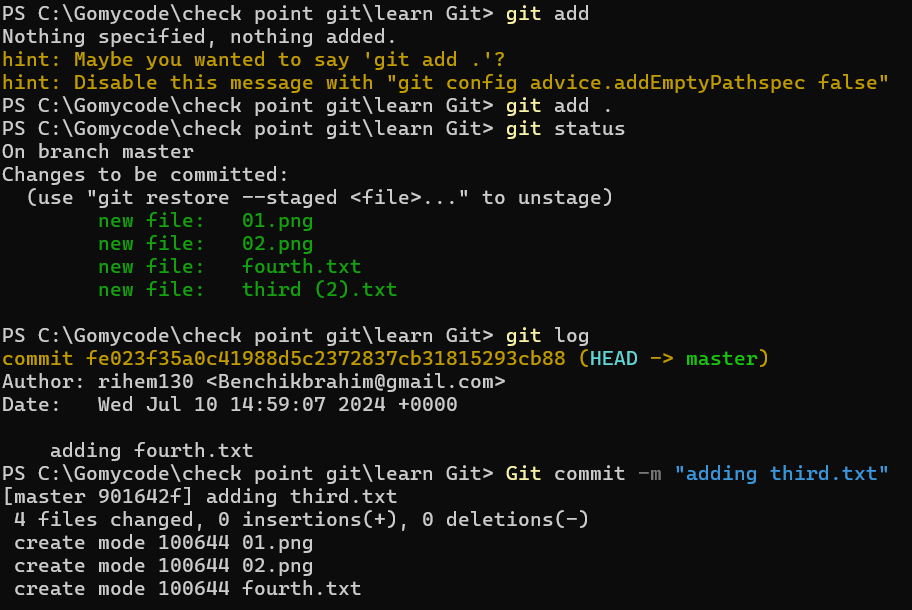 PS C:\Gomycode\check point git\learn Git> git add
Nothing specified, nothing added.
hint: Maybe you wanted to say 'git add .'?
hint: Disable this message with "git config advice.addEmptyPathspec false"
PS C:\Gomycode\check point git\learn Git> git add .
PS C:\Gomycode\check point git\learn Git> git status
On branch master
Changes to be committed:
  (use "git restore --staged <file>..." to unstage)
        new file:   01.png
        new file:   02.png
        new file:   fourth.txt
        new file:   third (2).txt

PS C:\Gomycode\check point git\learn Git> git log
commit fe023f35a0c41988d5c2372837cb31815293cb88 (HEAD -> master)
Author: rihem130 <Benchikbrahim@gmail.com>
Date:   Wed Jul 10 14:59:07 2024 +0000

    adding fourth.txt
PS C:\Gomycode\check point git\learn Git> Git commit -m "adding third.txt"
[master 901642f] adding third.txt
 4 files changed, 0 insertions(+), 0 deletions(-)
 create mode 100644 01.png
 create mode 100644 02.png
 create mode 100644 fourth.txt